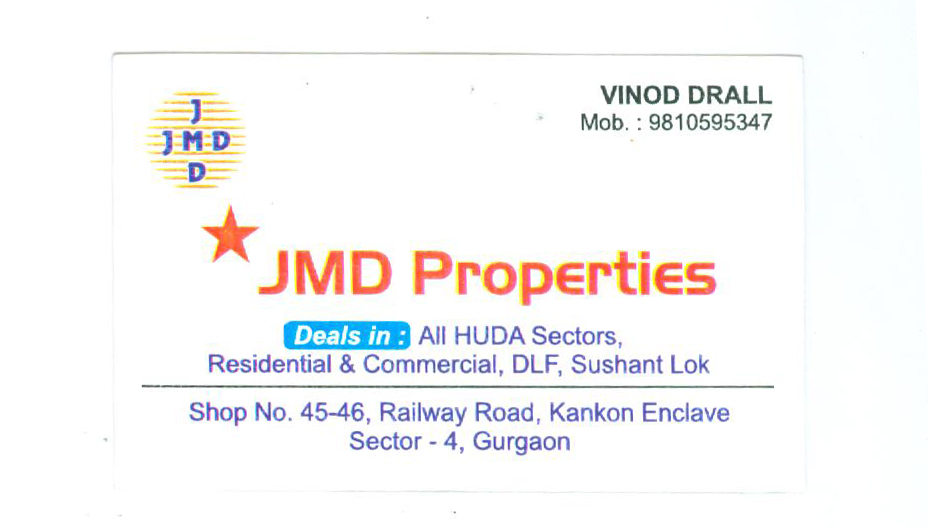 J
JMD
D
VINOD DRALL
Mob. : 9810595347
JMD Properties
Deals in : All HUDA Sectors,
Residential & Commercial, DLF, Sushant Lok
Shop No. 45-46, Railway Road, Kankon Enclave
Sector - 4, Gurgaon